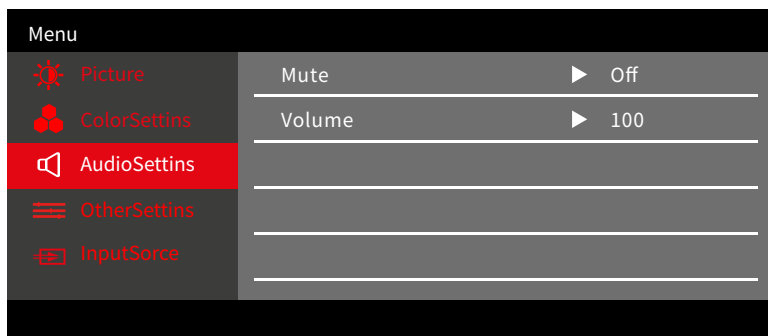 Menu
Picture
ColorSettins
AudioSettins
OtherSettins
InputSorce
Mute Off
Volume 100